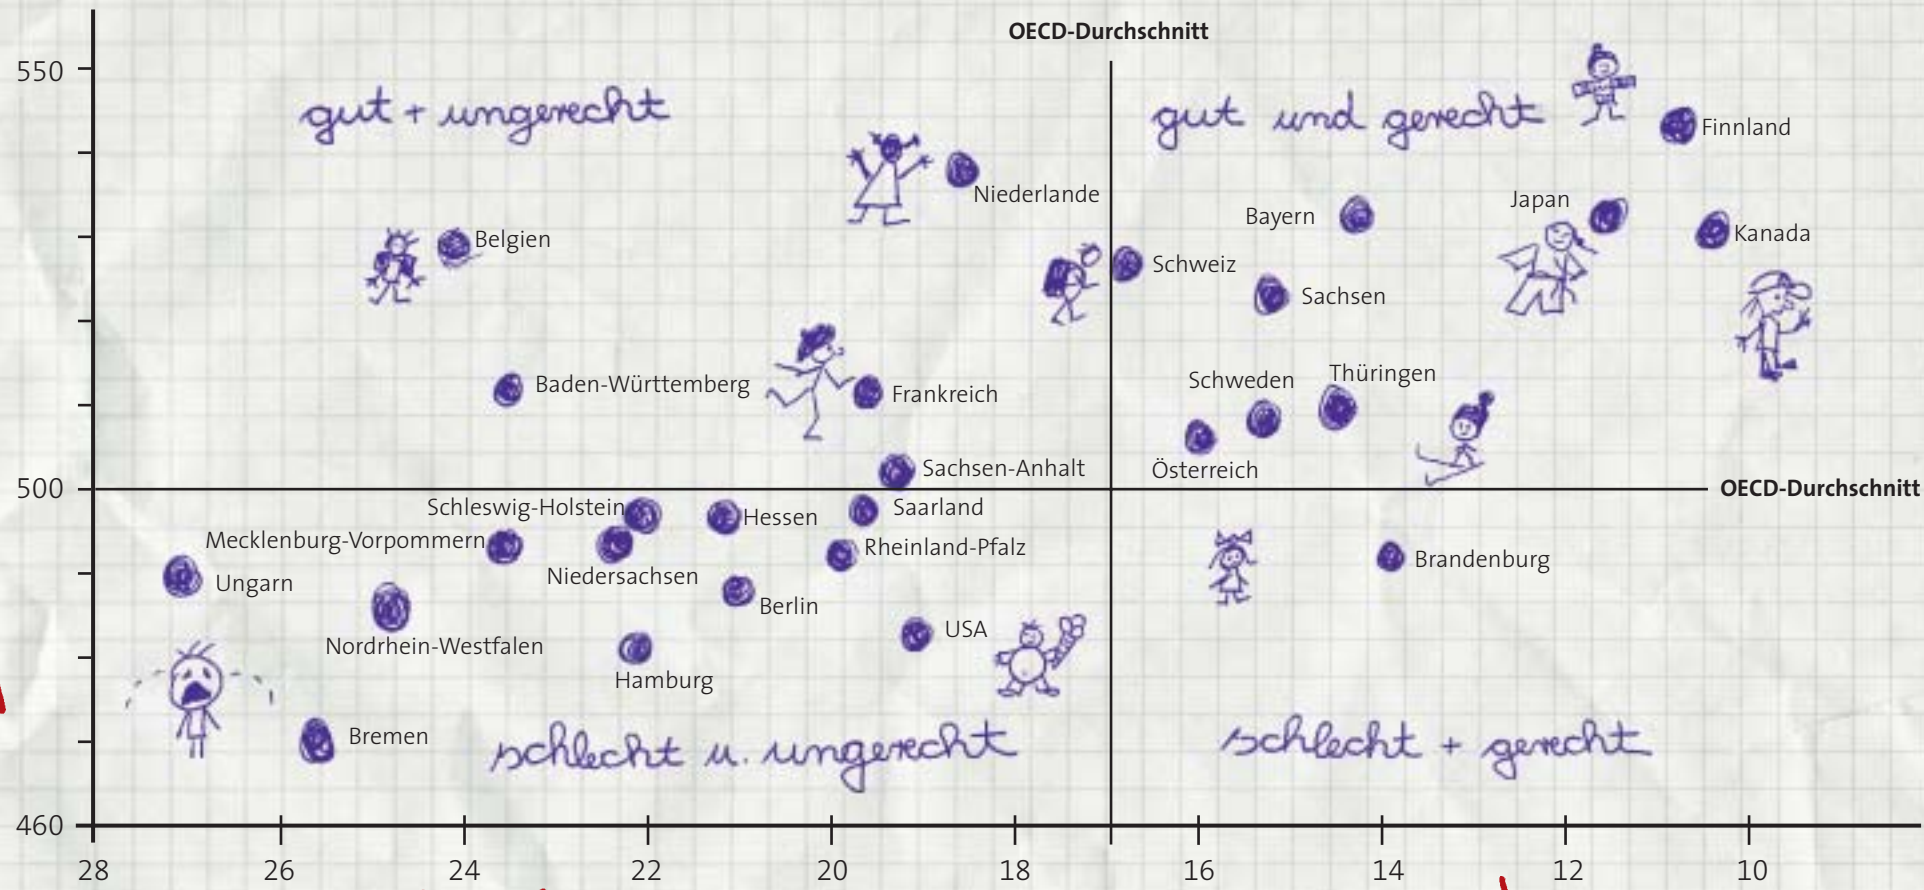 OECD-Durchschnitt
550
gut + ungerecht
gut und gerecht
Finnland
Niederlande
Bayern
Japan
Kanada
Belgien
Schweiz
Sachsen
Baden-Württemberg
Frankreich
Schweden
Thüringen
Sachsen-Anhalt
Österreich
500
OECD-Durchschnitt
Schleswig-Holstein
Hessen
Saarland
Mecklenburg-Vorpommern
Rheinland-Pfalz
Niedersachsen
Brandenburg
Ungarn
Berlin
USA
Nordrhein-Westfalen
Hamburg
Bremen
schlecht u. ungerecht
schlecht + gerecht
460
28 26 24 22 20 18 16 14 12 10